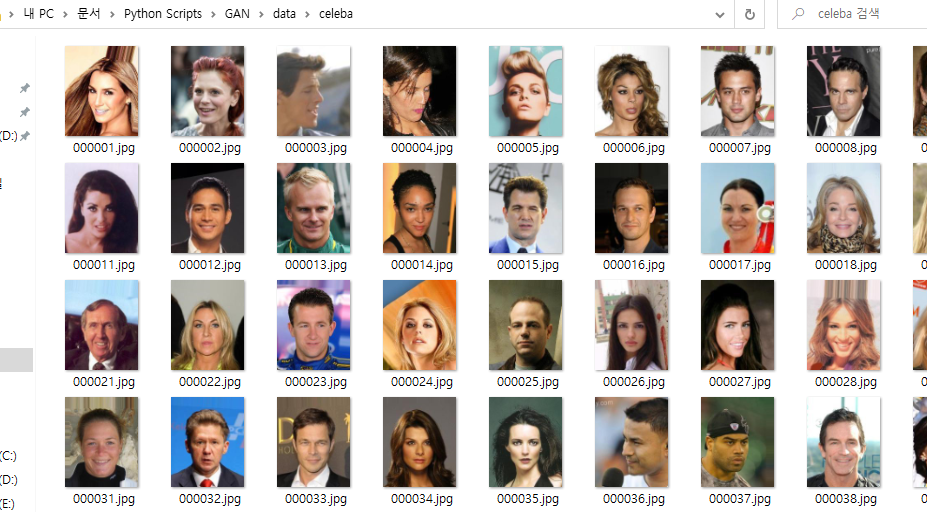 내 PC > 문서 > Python Scripts > GAN > data > celeba
celeba 검색
000001.jpg 000002.jpg 000003.jpg 000004.jpg 000005.jpg 000006.jpg 000007.jpg 000008.jpg
(D:)
000011.jpg 000012.jpg 000013.jpg 000014.jpg 000015.jpg 000016.jpg 000017.jpg 000018.jpg
000021.jpg 000022.jpg 000023.jpg 000024.jpg 000025.jpg 000026.jpg 000027.jpg 000028.jpg
(C:)
(D:)
000031.jpg 000032.jpg 000033.jpg 000034.jpg 000035.jpg 000036.jpg 000037.jpg 000038.jpg
(E:)